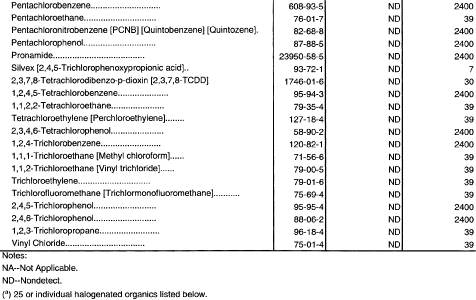 Pentachlorobenzene.............................. 608-93-5 ND 2400
Pentachloroethane............................... 76-01-7 ND 39
Pentachloronitrobenzene [PCNB] [Quintobenzene] [Quintozene]. 82-68-8 ND 2400
Pentachlorophenol............................... 87-88-5 ND 2400
Pronamide....................................... 23950-58-5 ND 2400
Silvex [2,4,5-Trichlorophenoxypropionic acid].. 93-72-1 ND 7
2,3,7,8-Tetrachlorodibenzo-p-dioxin [2,3,7,8-TCDD] 1746-01-6 ND 30
1,2,4,5-Tetrachlorobenzene...................... 95-94-3 ND 2400
1,1,2,2-Tetrachloroethane....................... 79-35-4 ND 39
Tetrachloroethylene [Perchloroethylene]........ 127-18-4 ND 39
2,3,4,6-Tetrachlorophenol....................... 58-90-2 ND 2400
1,2,4-Trichlorobenzene.......................... 120-82-1 ND 2400
1,1,1-Trichloroethane [Methyl chloroform]...... 71-56-6 ND 39
1,1,2-Trichloroethane [Vinyl trichloride]...... 79-00-5 ND 39
Trichloroethylene............................... 79-01-6 ND 39
Trichlorofluromethane [Trichlormonofluoromethane]........... 75-69-4 ND 39
2,4,5-Trichlorophenol........................... 95-95-4 ND 2400
2,4,6-Trichlorophenol........................... 88-06-2 ND 2400
1,2,3-Trichloropropane.......................... 96-18-4 ND 39
Vinyl Chloride.................................. 75-01-4 ND 39
Notes:
NA--Not Applicable.
ND--Nondetect.
(ª) 25 or individual halogenated organics listed below.